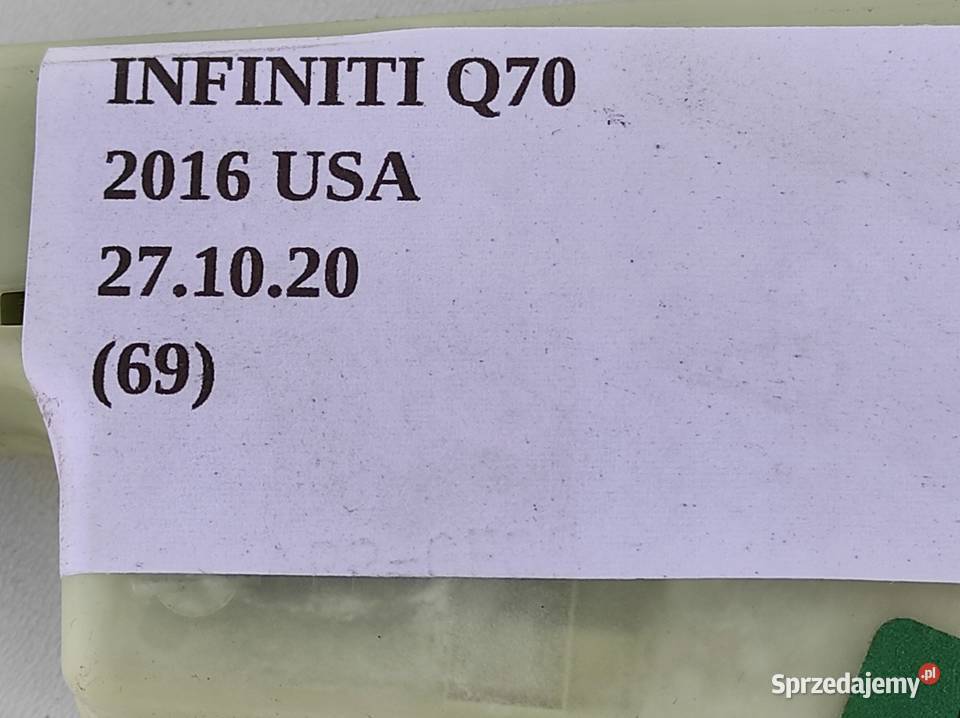 INFINITI Q70
2016 USA
27.10.20
(69)
Sprzedajemy.pl